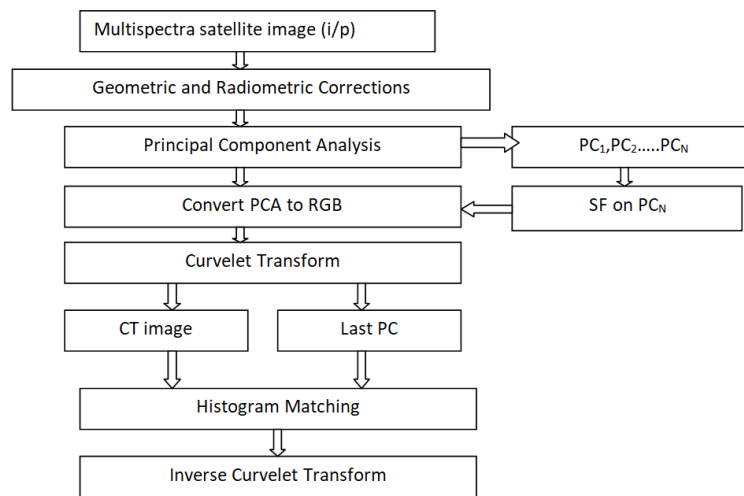 Multispectra satellite image (i/p)
Geometric and Radiometric Corrections
Principal Component Analysis
PC₁,PC₂.....PCₙ
Convert PCA to RGB
SF on PCₙ
Curvelet Transform
CT image
Last PC
Histogram Matching
Inverse Curvelet Transform